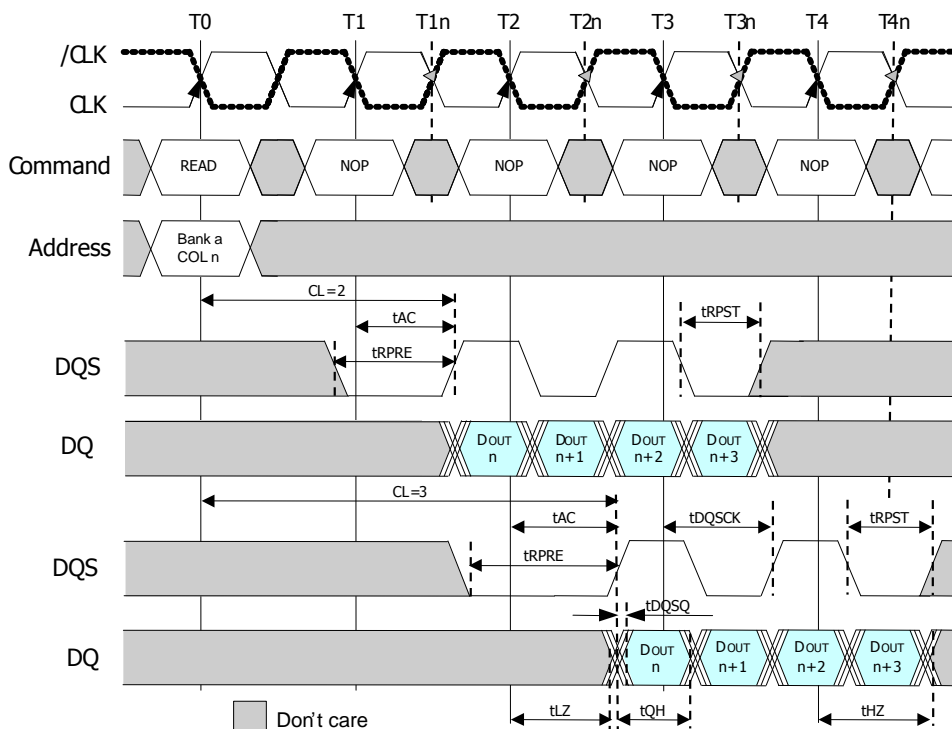 T0 T1 T1n T2 T2n T3 T3n T4 T4n
/CLK
CLK
Command READ NOP NOP NOP NOP
Address Bank a
COL n
CL=2
tAC tRPST
tRPRE
DQS
DQ DOUT n DOUT n+1 DOUT n+2 DOUT n+3
CL=3
tAC tDQSCK tRPST
tRPRE
DQS
tDQSQ
DQ DOUT n DOUT n+1 DOUT n+2 DOUT n+3
tLZ tQH tHZ
Don't care